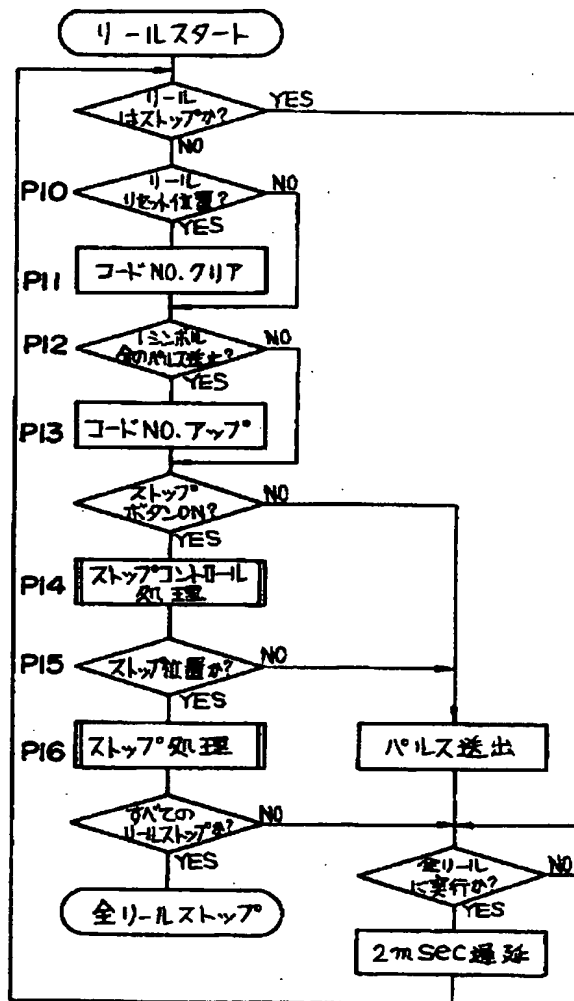 リールスタート
リール
はストップか?
YES
NO
P10
リール
リセット位置?
NO
YES
P11
コードNO.クリア
P12
1シンボル
全のパルス送出?
NO
YES
P13
コードNO.アップ
ストップ
ボタンON?
NO
YES
P14
ストップコントロール
処理
P15
ストップ位置か?
NO
YES
P16
ストップ処理
パルス送出
すべての
リールストップか?
NO
YES
全リールストップ
全リール
に実行か?
NO
YES
2msec遅延